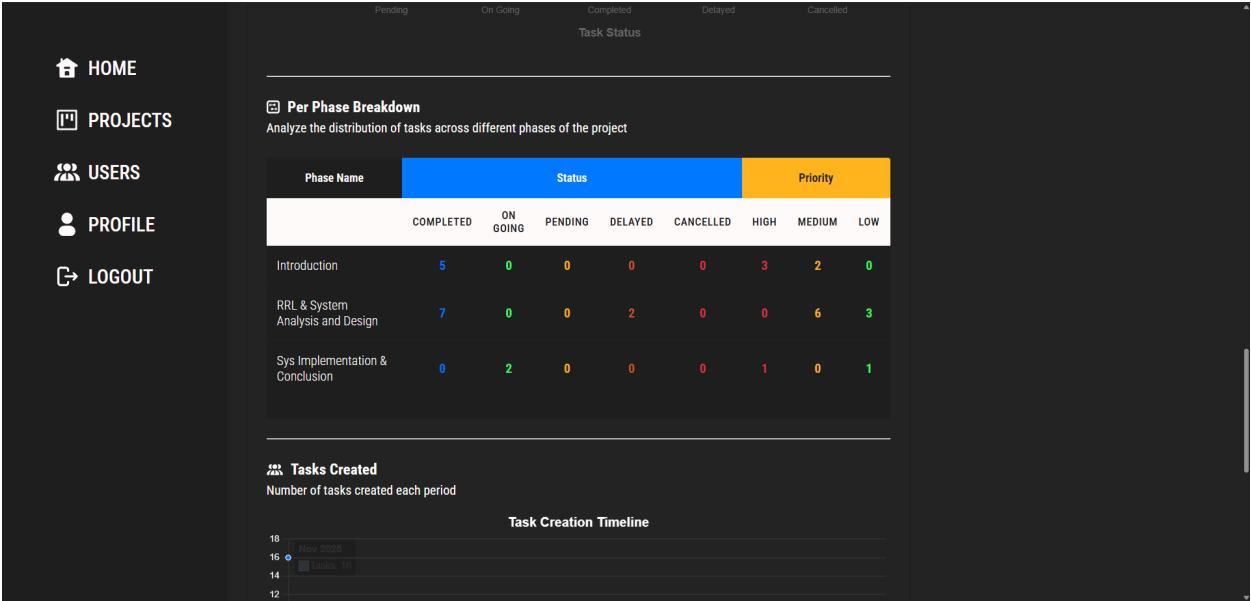 Pending On Going Completed Delayed Cancelled
Task Status
HOME
PROJECTS
USERS
PROFILE
LOGOUT
Per Phase Breakdown
Analyze the distribution of tasks across different phases of the project
Phase Name Status Priority
COMPLETED ON GOING PENDING DELAYED CANCELLED HIGH MEDIUM LOW
Introduction 5 0 0 0 0 3 2 0
RRL & System
Analysis and Design 7 0 0 2 0 0 6 3
Sys Implementation &
Conclusion 0 2 0 0 0 1 0 1
Tasks Created
Number of tasks created each period
Task Creation Timeline
18
Nov 2025
16
Tasks: 16
14
12